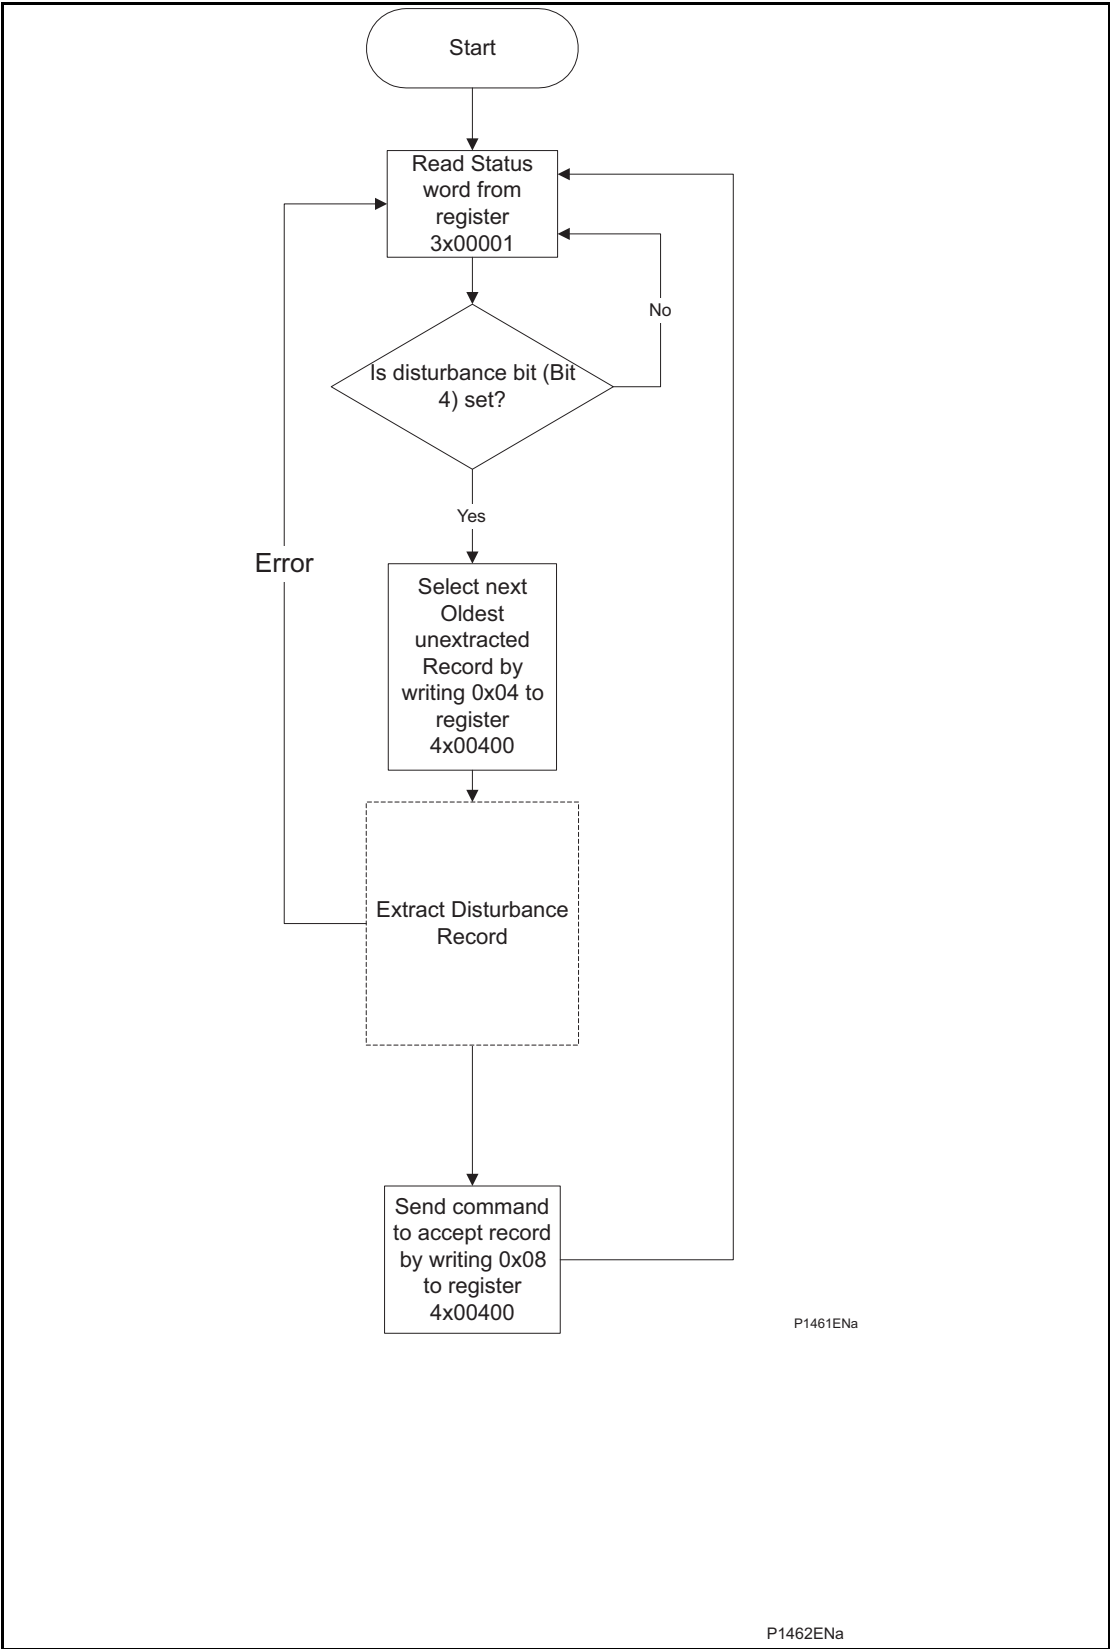 Start
Read Status
word from
register
3x00001
No
Is disturbance bit (Bit
4) set?
Yes
Error
Select next
Oldest
unextracted
Record by
writing 0x04 to
register
4x00400
Extract Disturbance
Record
Send command
to accept record
by writing 0x08
to register
4x00400
P1461ENa
P1462ENa